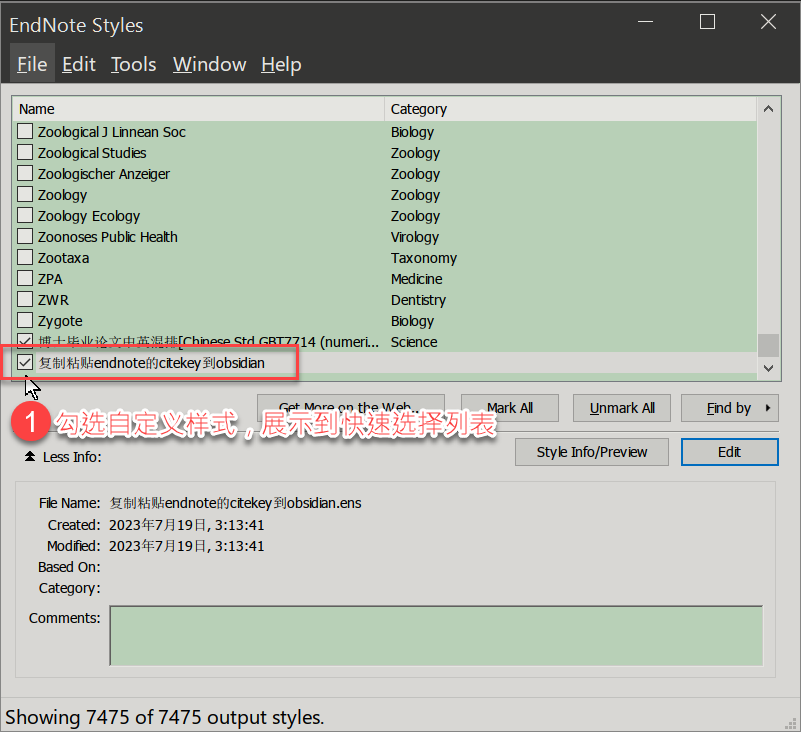 EndNote Styles
File Edit Tools Window Help
Name Category
Zoological J Linnean Soc Biology
Zoological Studies Zoology
Zoologischer Anzeiger Zoology
Zoology Zoology
Zoology Ecology Zoology
Zoonoses Public Health Virology
Zootaxa Taxonomy
ZPA Medicine
ZWR Dentistry
Zygote Biology
博士毕业论文中英混排[Chinese Std GBT7714 (numeri... Science
复制粘贴endnote的citekey到obsidian
Get More on the Web... Mark All Unmark All Find by
1 勾选自定义样式，展示到快速选择列表
Less Info: Style Info/Preview Edit
File Name: 复制粘贴endnote的citekey到obsidian.ens
Created: 2023年7月19日, 3:13:41
Modified: 2023年7月19日, 3:13:41
Based On:
Category:
Comments:
Showing 7475 of 7475 output styles.